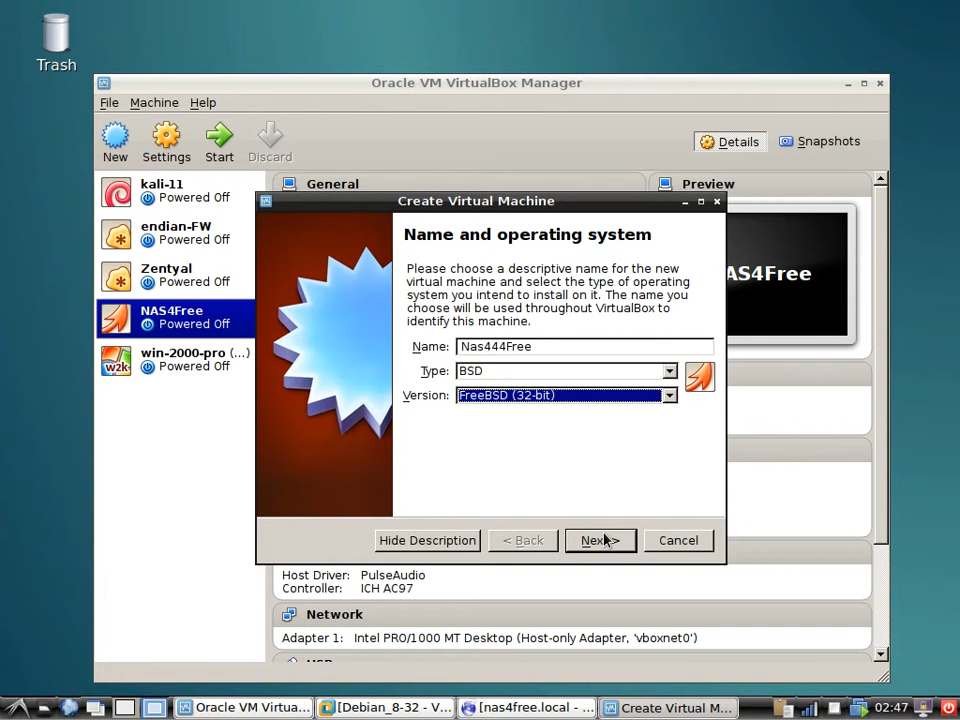 Trash
Oracle VM VirtualBox Manager
File Machine Help
New Settings Start Discard
Details Snapshots
kali-11
Powered Off
endian-FW
Powered Off
Zentyal
Powered Off
NAS4Free
Powered Off
win-2000-pro (...)
Powered Off
w2k
General
Preview
AS4Free
Create Virtual Machine
Name and operating system
Please choose a descriptive name for the new
virtual machine and select the type of operating
system you intend to install on it. The name you
choose will be used throughout VirtualBox to
identify this machine.
Name: Nas444Free
Type: BSD
Version: FreeBSD (32-bit)
Hide Description < Back Next > Cancel
Host Driver: PulseAudio
Controller: ICH AC97
Network
Adapter 1: Intel PRO/1000 MT Desktop (Host-only Adapter, 'vboxnet0')
Oracle VM Virtua... [Debian_8-32 - V... [nas4free.local - ... Create Virtual M... 02:47